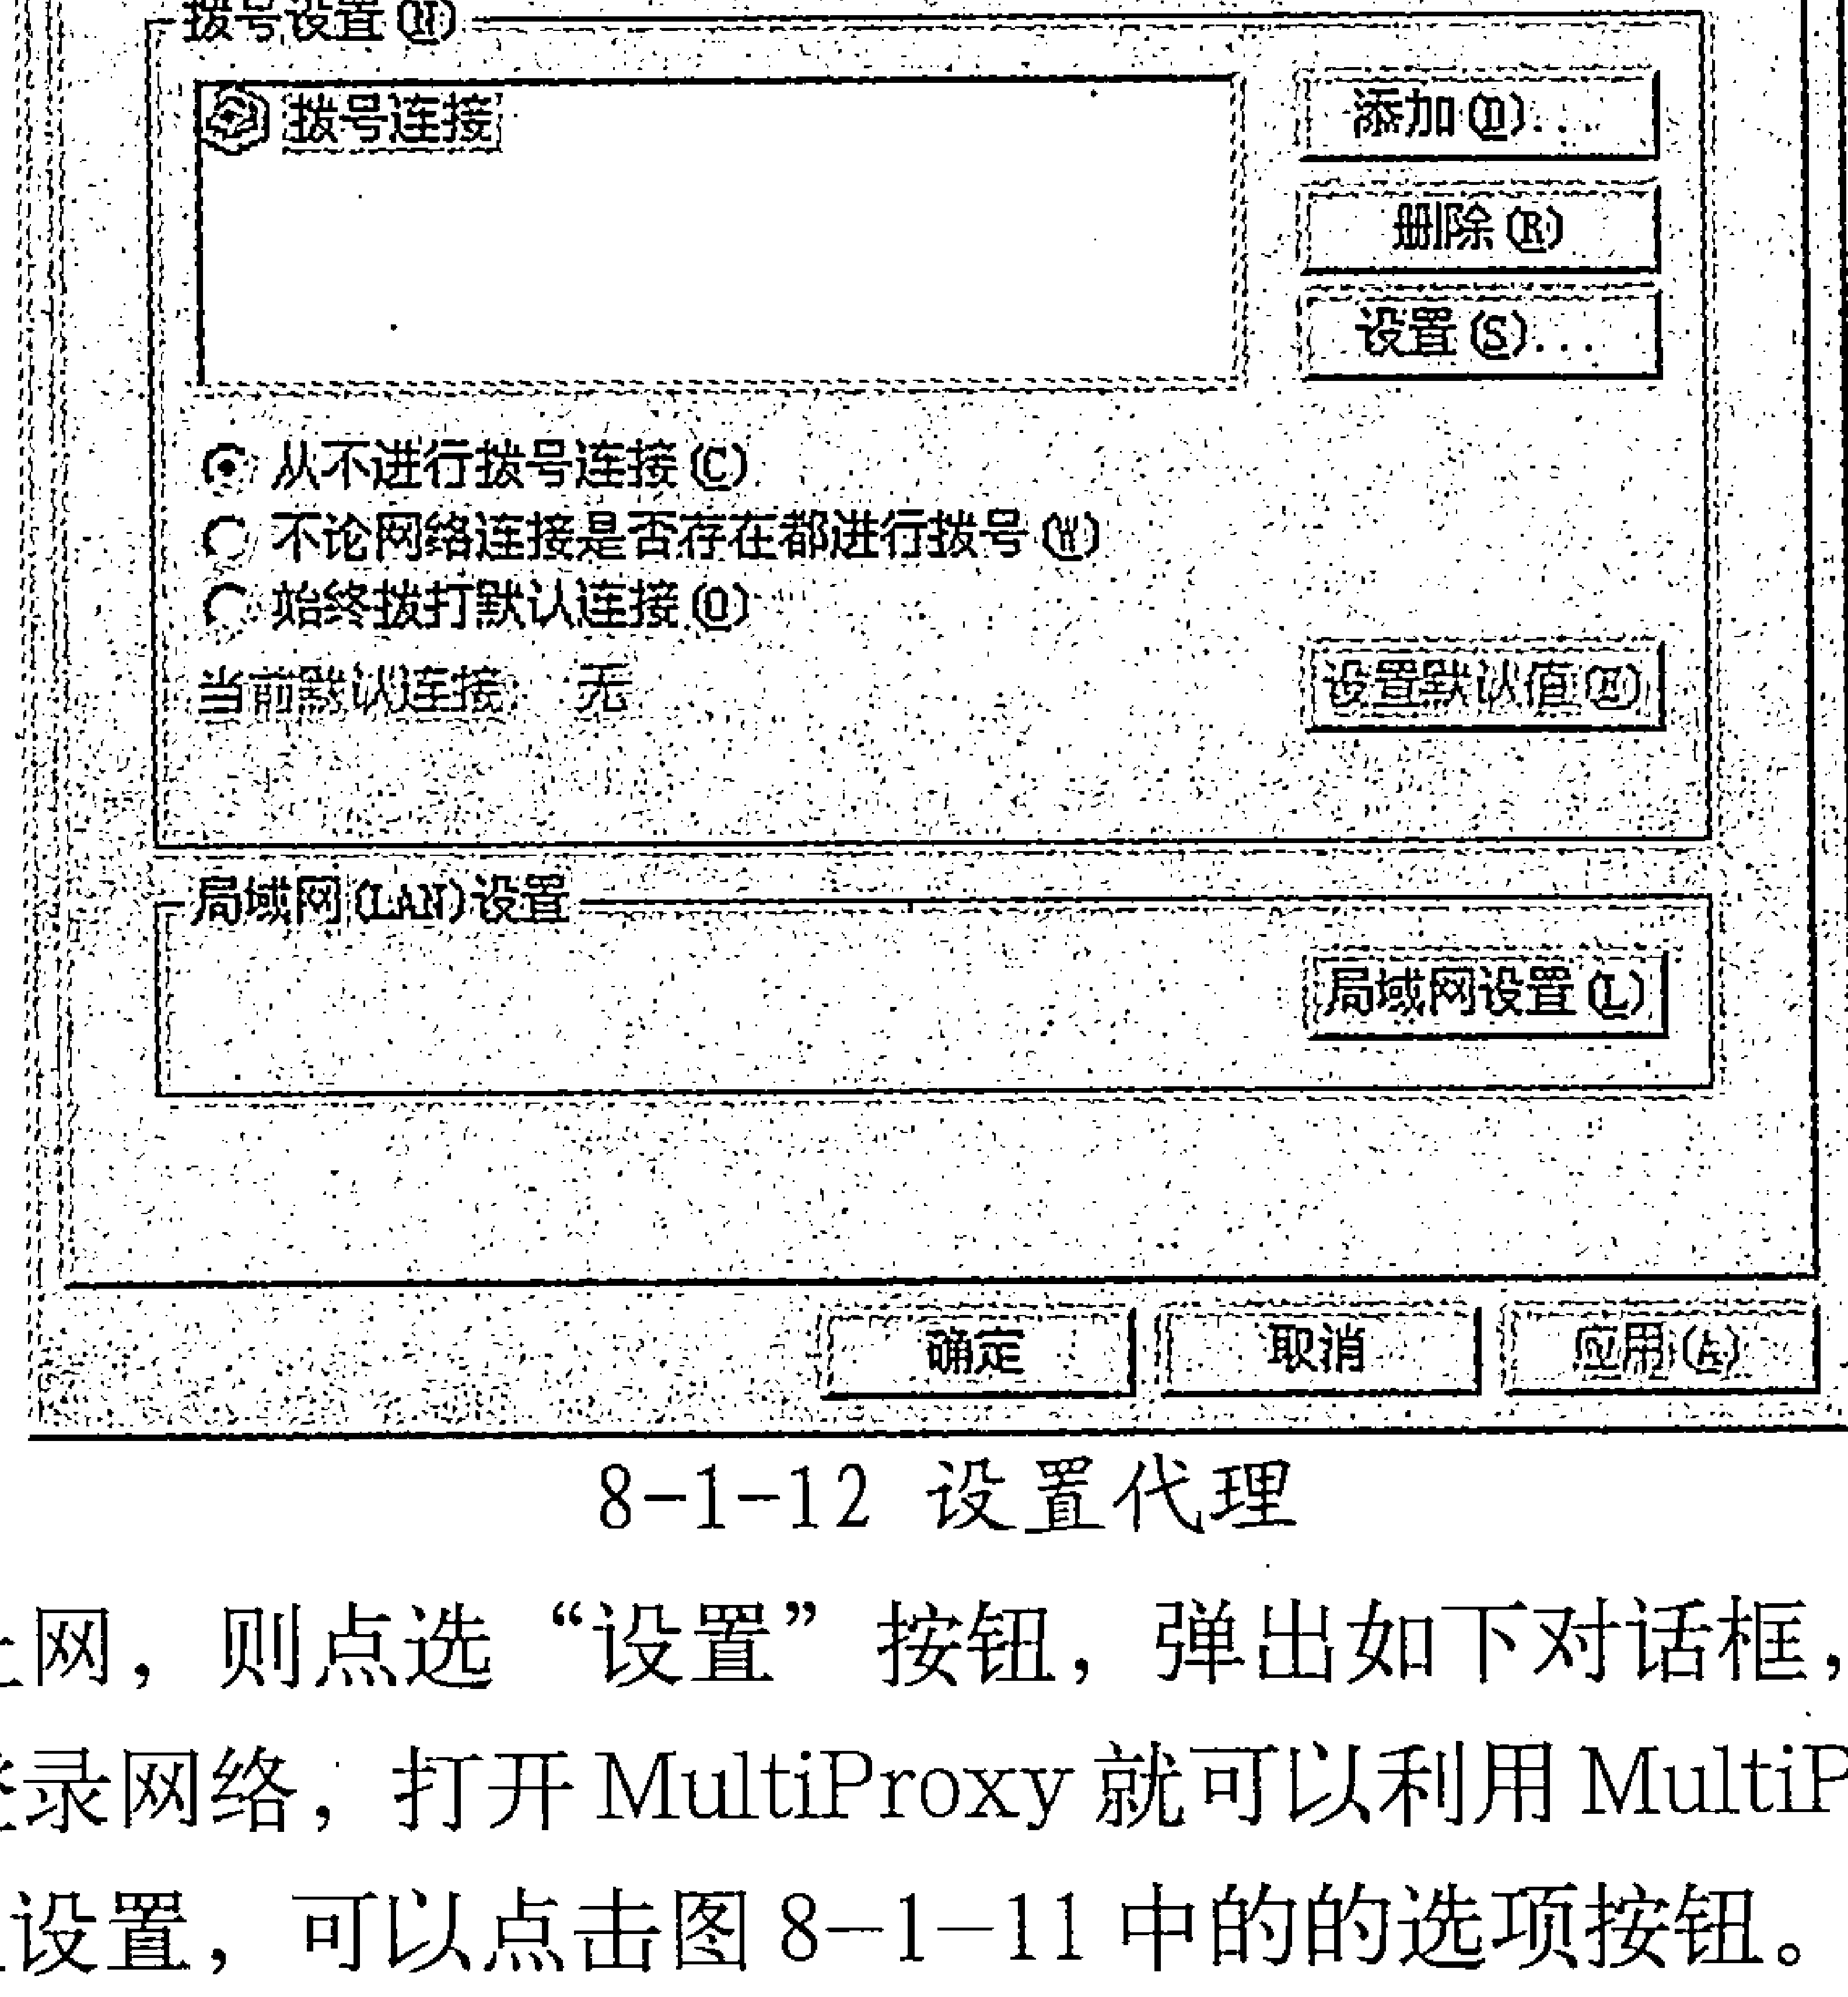 拨号设置(N)
拨号连接
添加(D)...
删除(R)
设置(S)...
从不进行拨号连接(C)
不论网络连接是否存在都进行拨号(W)
始终拨打默认连接(O)
当前默认连接: 无
设置默认值
局域网(LAN)设置
局域网设置(L)
确定 取消 应用(A)
8-1-12 设置代理
网，则点选“设置”按钮，弹出如下对话框，
录网络，打开MultiProxy就可以利用MultiP
设置，可以点击图8-1-11中的的选项按钮。